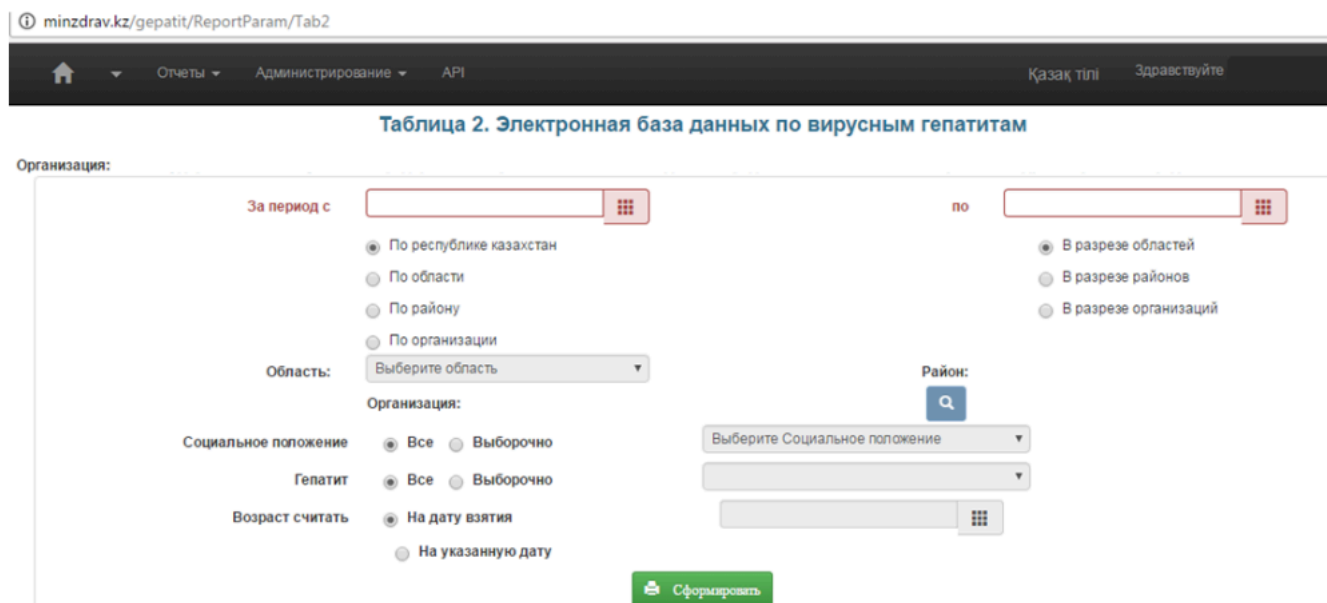 minzdrav.kz/gepatit/ReportParam/Tab2
Отчеты Администрирование API Қазақ тілі Здравствуйте
Таблица 2. Электронная база данных по вирусным гепатитам
Организация:
За период с по
По республике казахстан В разрезе областей
По области В разрезе районов
По району В разрезе организаций
По организации
Область: Выберите область Район:
Организация:
Социальное положение Все Выборочно Выберите Социальное положение
Гепатит Все Выборочно
Возраст считать На дату взятия
На указанную дату
Сформировать